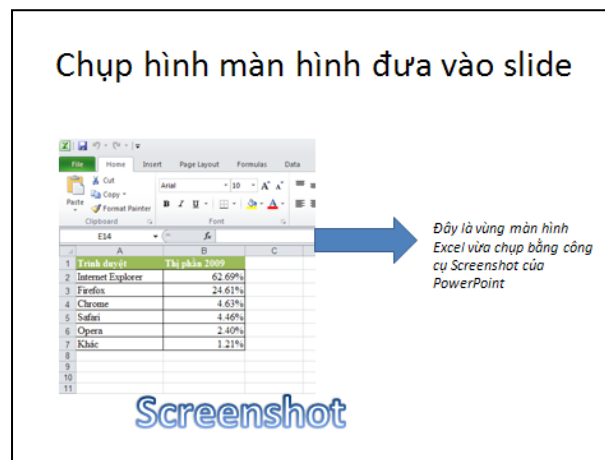 Chụp hình màn hình đưa vào slide
File Home Insert Page Layout Formulas Data
Cut
Copy
Format Painter
Paste
Clipboard
Arial 10 A A
B I U A
Font
E14 fx
A B C
1 Trình duyệt Thị phần 2009
2 Internet Explorer 62.69%
3 Firefox 24.61%
4 Chrome 4.63%
5 Safari 4.46%
6 Opera 2.40%
7 Khác 1.21%
8
9
10
11
Đây là vùng màn hình
Excel vừa chụp bằng công
cụ Screenshot của
PowerPoint
Screenshot